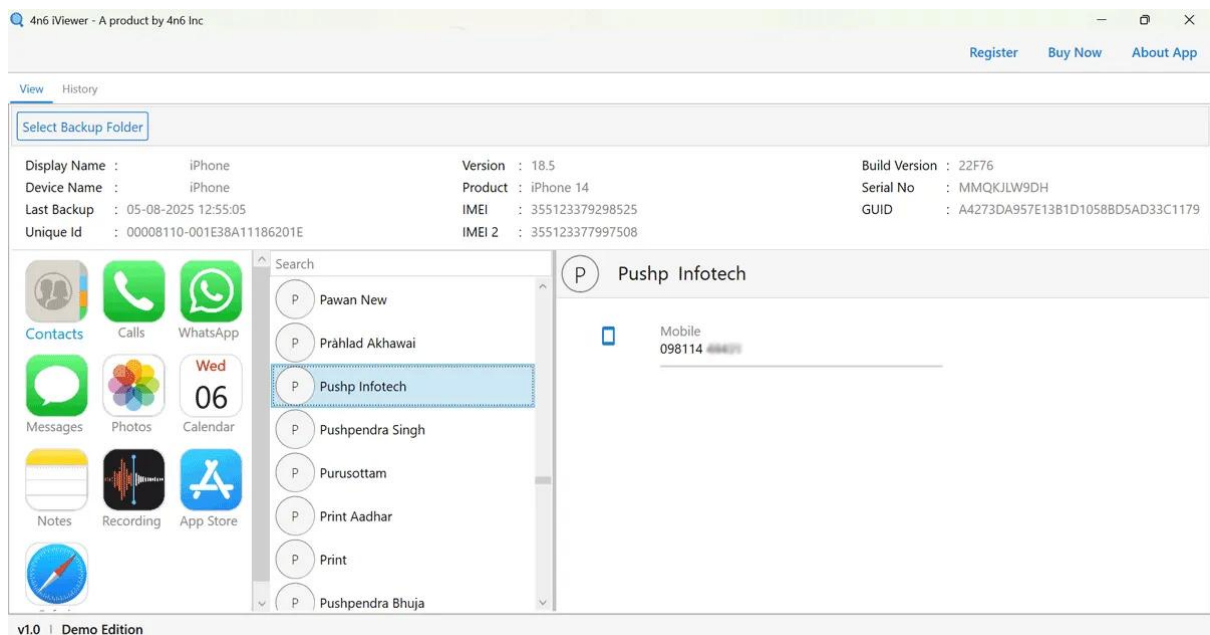 4n6 iViewer - A product by 4n6 Inc
Register Buy Now About App
View History
Select Backup Folder
Display Name : iPhone
Device Name : iPhone
Last Backup : 05-08-2025 12:55:05
Unique Id : 00008110-001E38A11186201E
Version : 18.5
Product : iPhone 14
IMEI : 355123379298525
IMEI 2 : 355123377997508
Build Version : 22F76
Serial No : MMQKJLW9DH
GUID : A4273DA957E13B1D1058BD5AD33C1179
Contacts Calls WhatsApp
Wed
06
Messages Photos Calendar
Notes Recording App Store
Search
P Pawan New
P Pràhlad Akhawai
P Pushp Infotech
P Pushpendra Singh
P Purusottam
P Print Aadhar
P Print
P Pushpendra Bhuja
P Pushp Infotech
Mobile
098114
v1.0 | Demo Edition